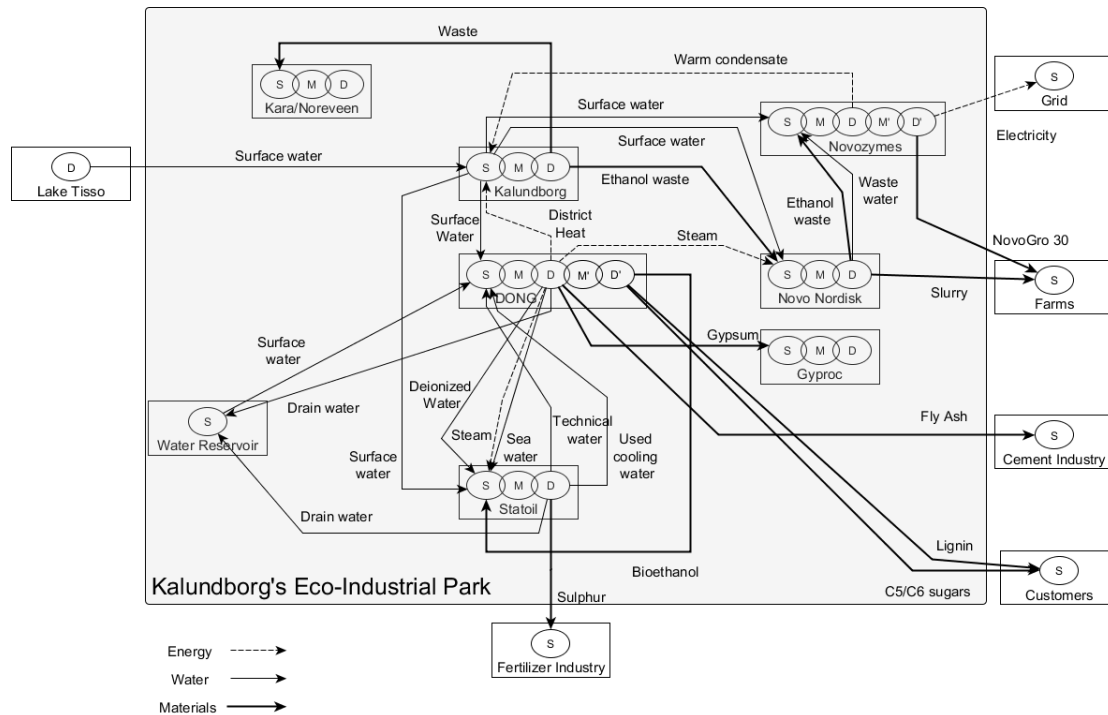 Waste
Warm condensate
S M D
Kara/Noreveen
S
Grid
Surface water
S M D M' D'
Novozymes
Electricity
Surface water
D
Lake Tisso
Surface water
S M D
Kalundborg
Ethanol waste
Waste
water
Ethanol
waste
Surface
Water
District
Heat
Steam
NovoGro 30
S M D M' D'
DONG
S M D
Novo Nordisk
Slurry
S
Farms
Surface
water
Gypsum
S M D
Gyproc
Deionized
Water
Drain water
S
Water Reservoir
Technical
water
Fly Ash
S
Cement Industry
Steam
Sea
water
Used
cooling
water
Surface
water
S M D
Statoil
Drain water
Lignin
Bioethanol
S
Customers
Kalundborg's Eco-Industrial Park
C5/C6 sugars
Sulphur
S
Fertilizer Industry
Energy
Water
Materials